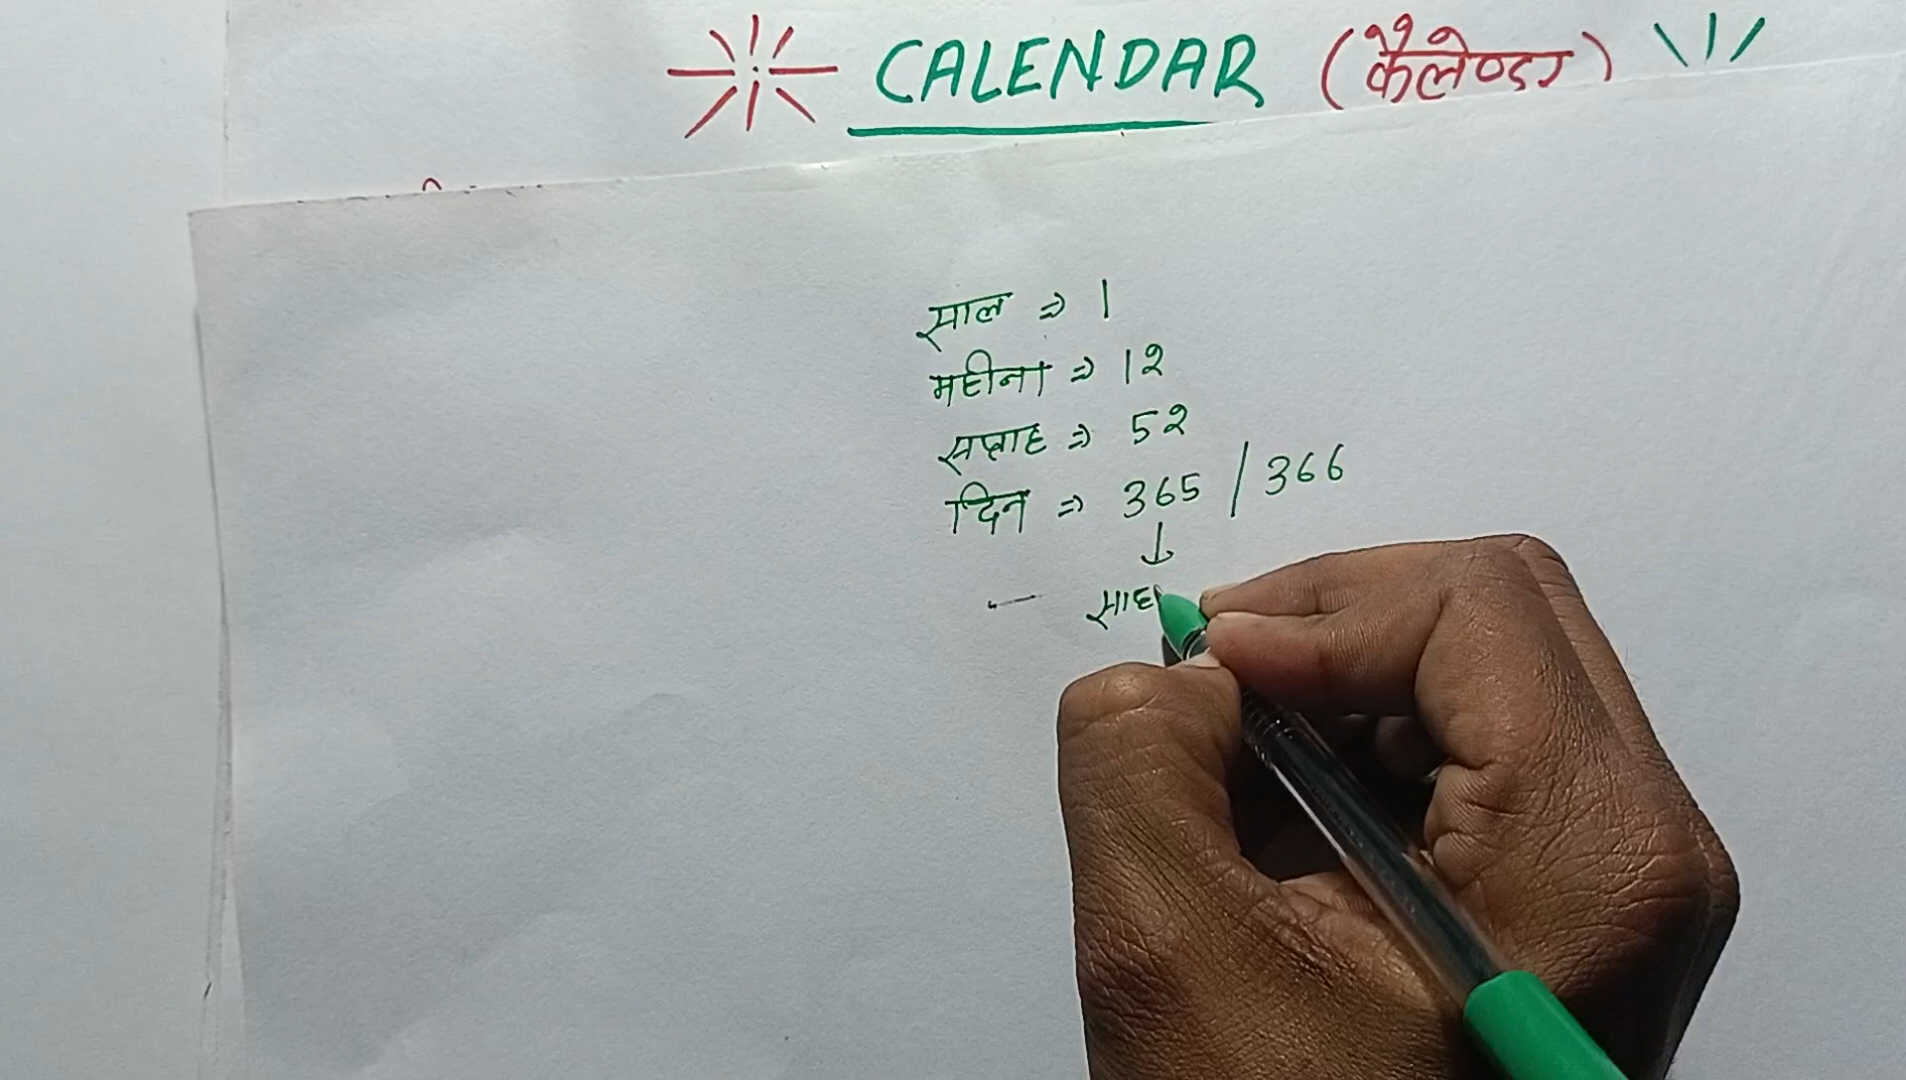 CALENDAR (कैलेण्डर)
साल ⇒ 1
महीना ⇒ 12
सप्ताह ⇒ 52
दिन ⇒ 365 / 366
↓
साधा